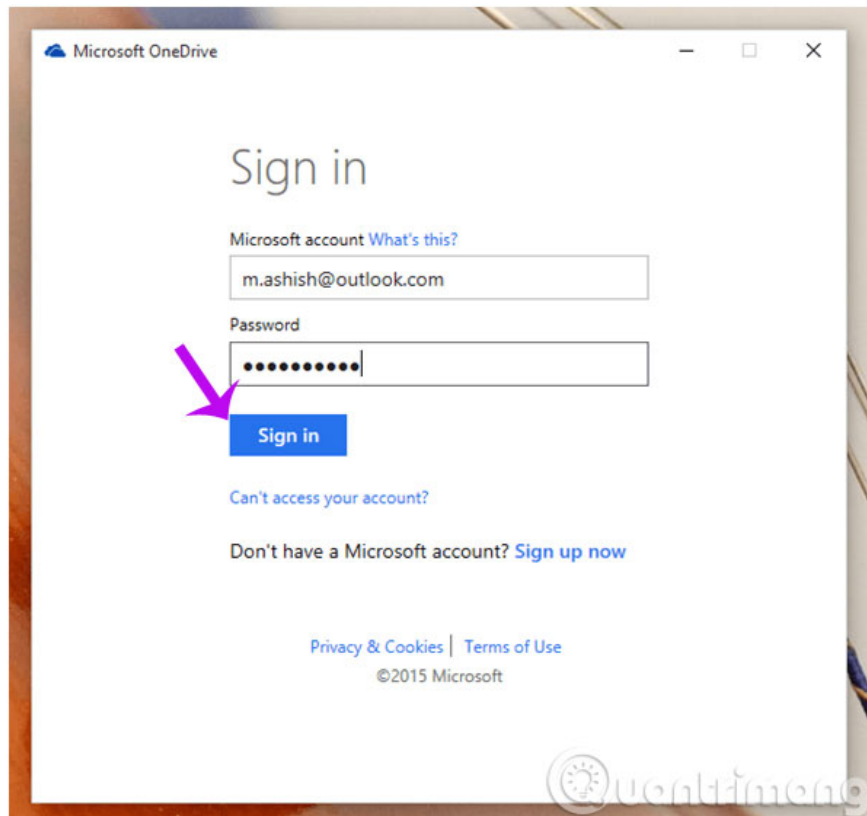 Microsoft OneDrive
Sign in
Microsoft account What's this?
m.ashish@outlook.com
Password
••••••••••
Sign in
Can't access your account?
Don't have a Microsoft account? Sign up now
Privacy & Cookies | Terms of Use
©2015 Microsoft
Quantrimang